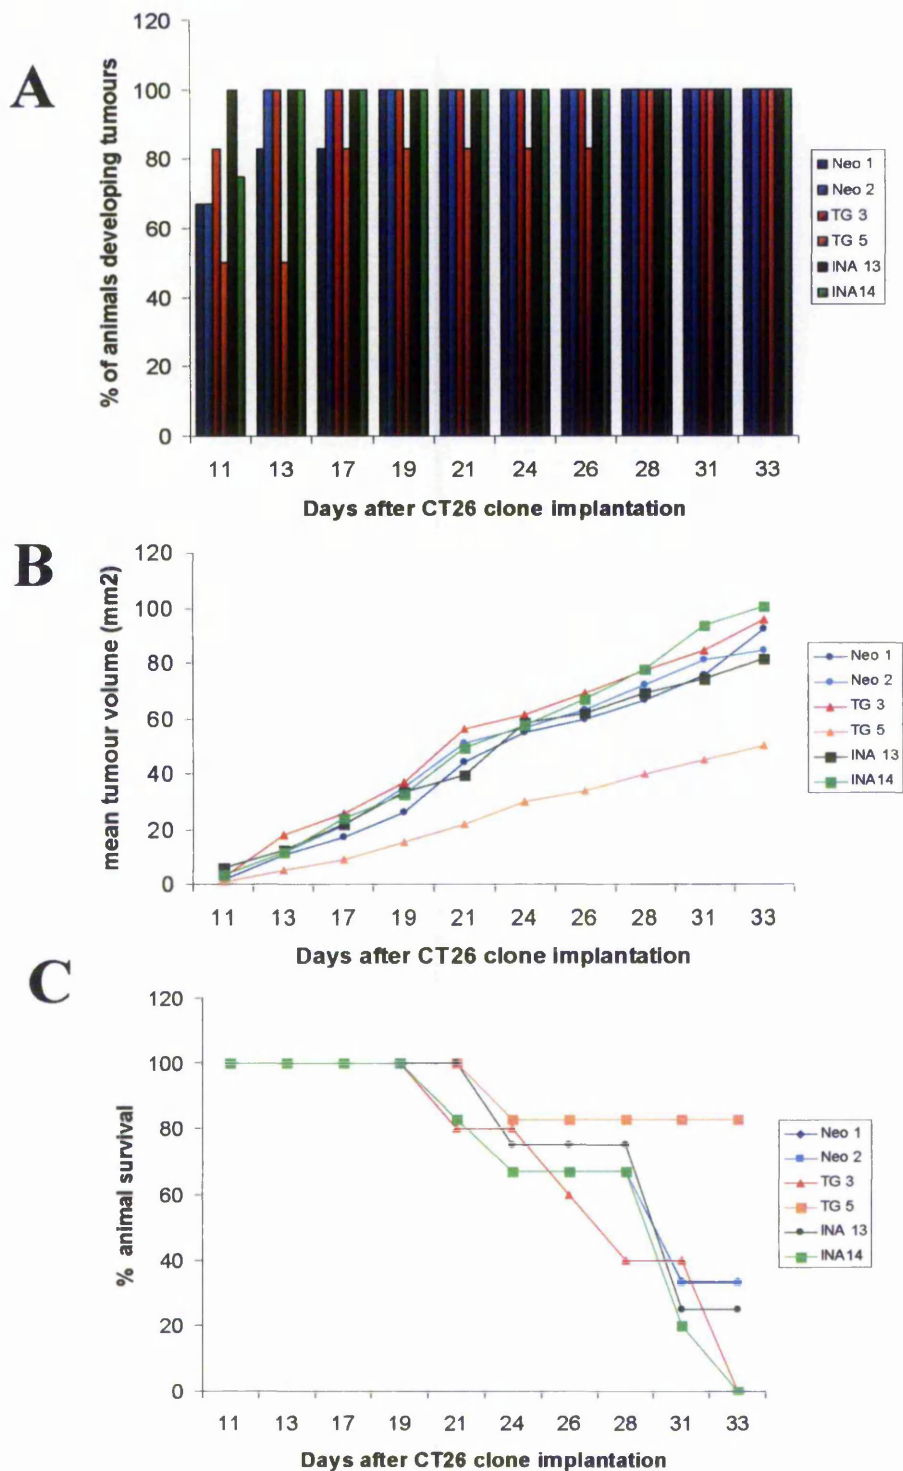 A
% of animals developing tumours
120
100
80
60
40
20
0
11 13 17 19 21 24 26 28 31 33
Days after CT26 clone implantation
Neo 1
Neo 2
TG 3
TG 5
INA 13
INA14
B
mean tumour volume (mm2)
120
100
80
60
40
20
0
11 13 17 19 21 24 26 28 31 33
Days after CT26 clone implantation
Neo 1
Neo 2
TG 3
TG 5
INA 13
INA14
C
% animal survival
120
100
80
60
40
20
0
11 13 17 19 21 24 26 28 31 33
Days after CT26 clone implantation
Neo 1
Neo 2
TG 3
TG 5
INA 13
INA14